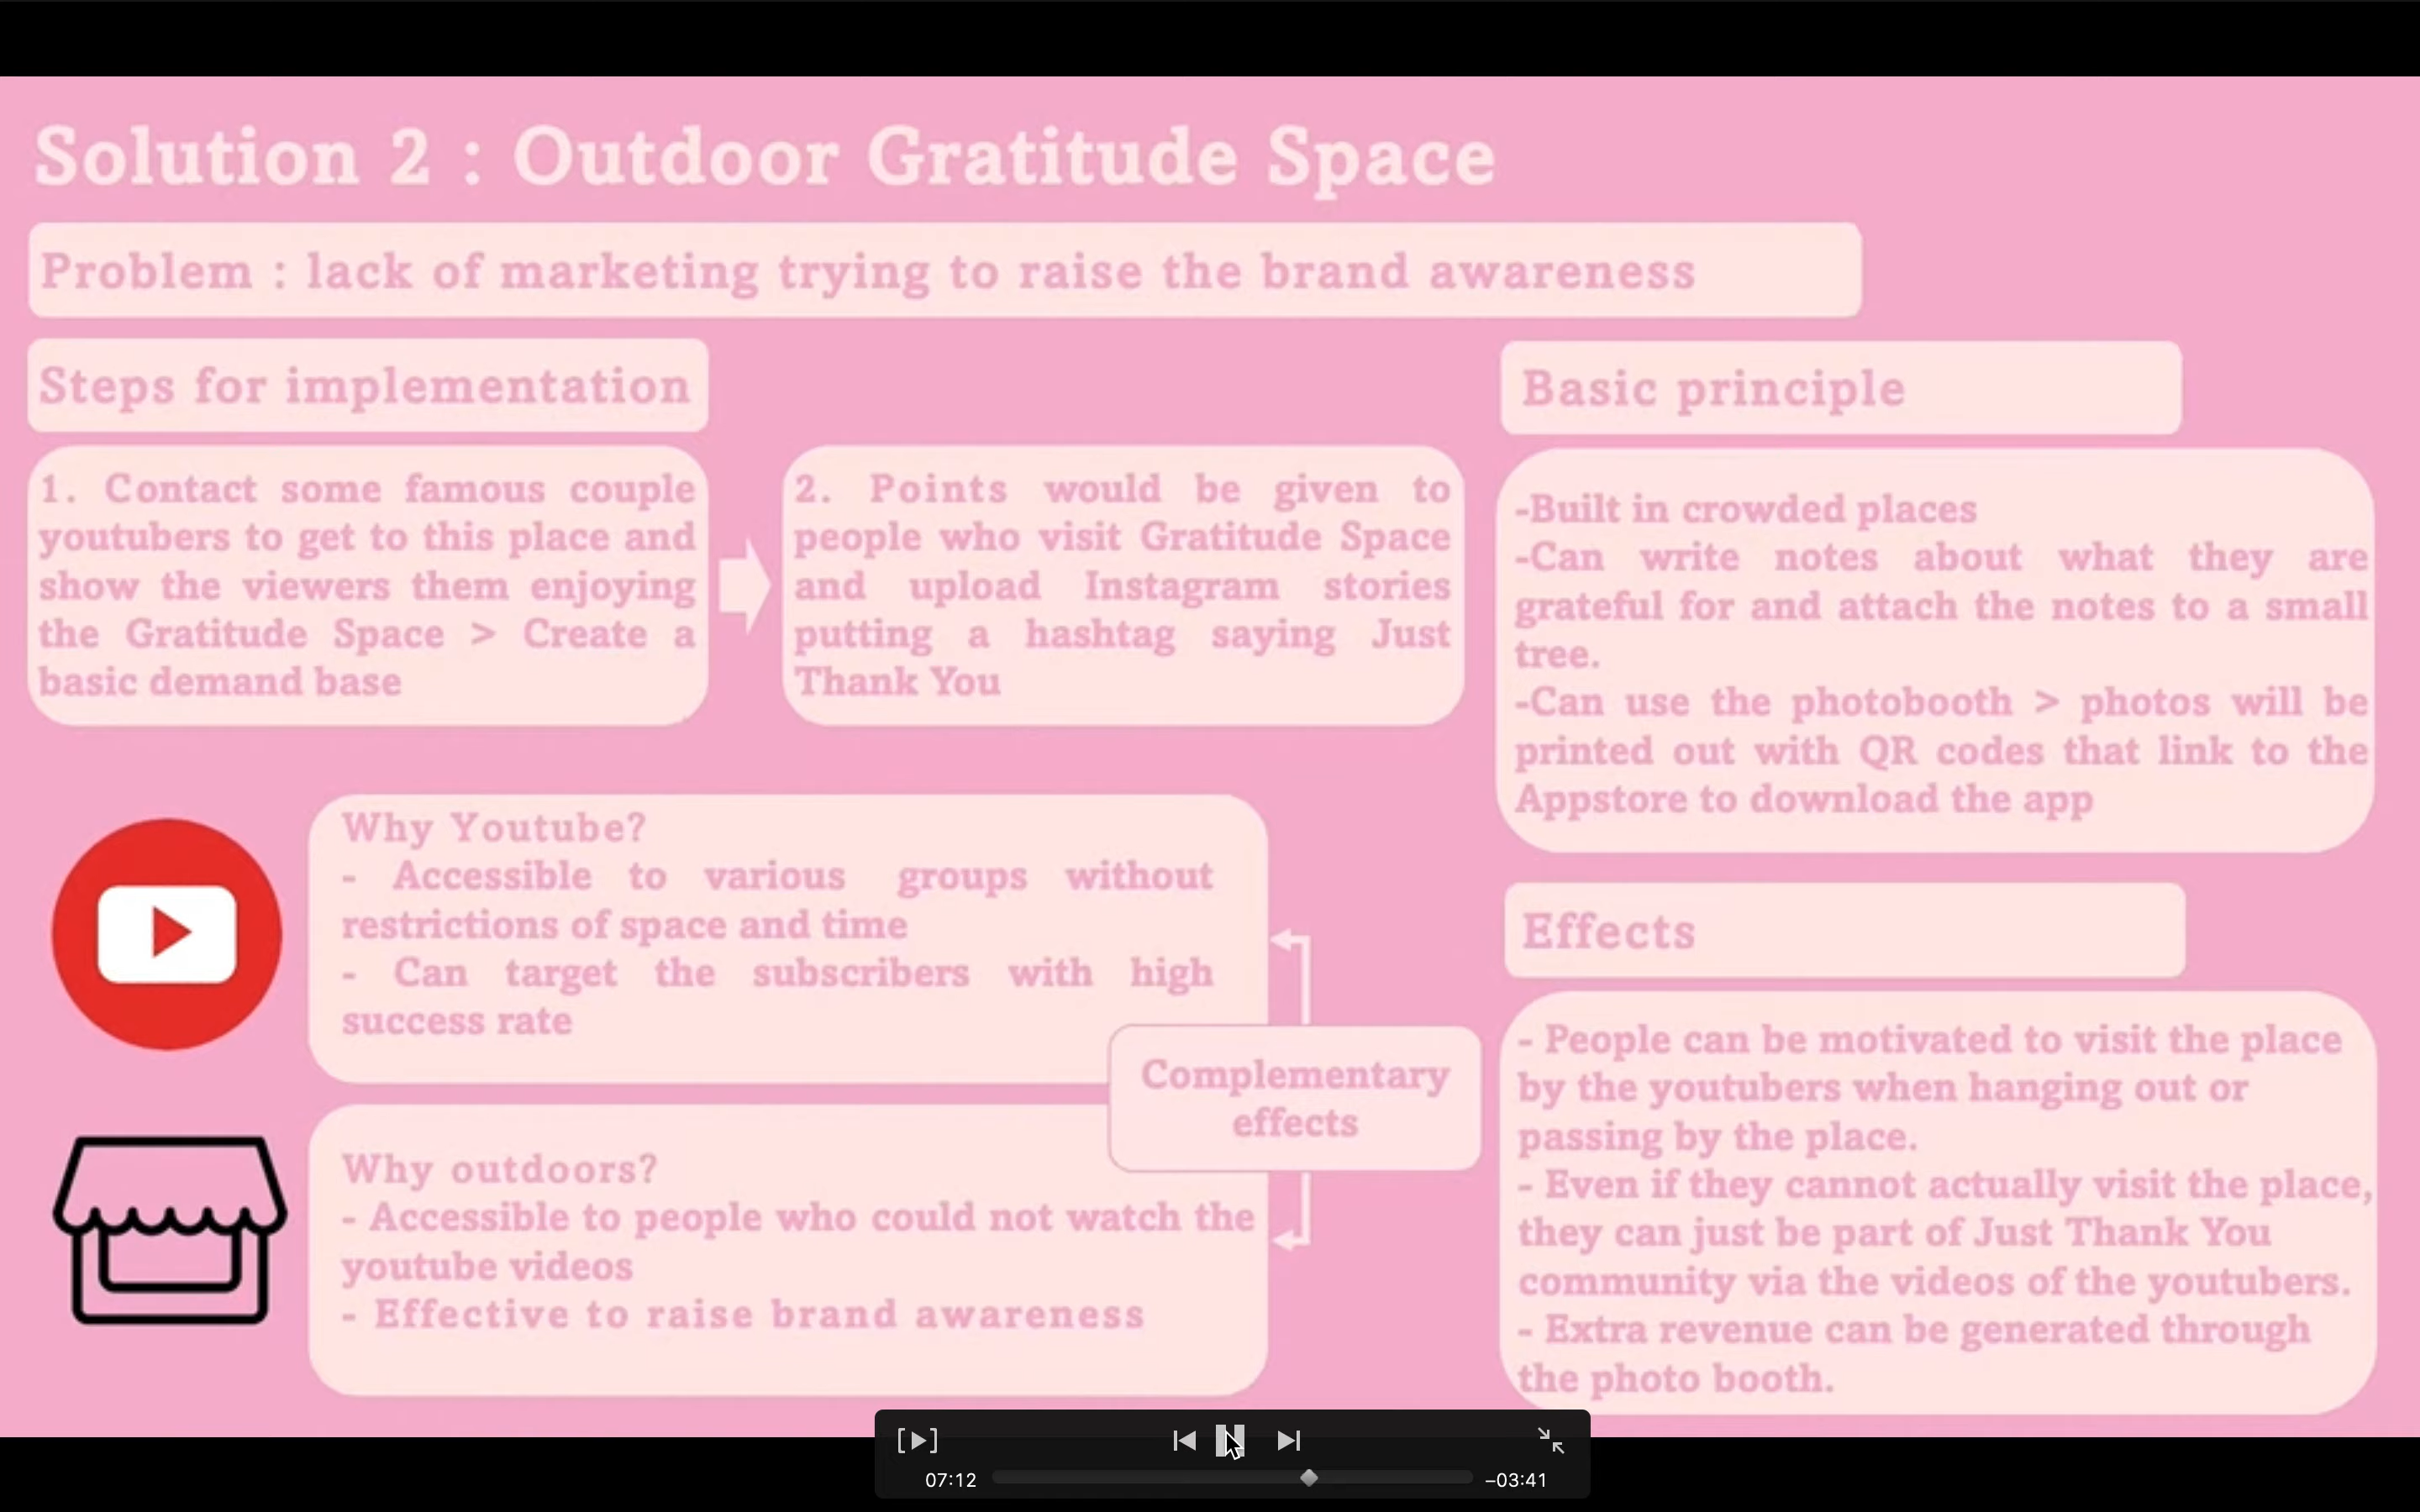 Solution 2 : Outdoor Gratitude Space
Problem : lack of marketing trying to raise the brand awareness
Steps for implementation
1. Contact some famous couple
youtubers to get to this place and
show the viewers them enjoying
the Gratitude Space > Create a
basic demand base
2. Points would be given to
people who visit Gratitude Space
and upload Instagram stories
putting a hashtag saying Just
Thank You
Why Youtube?
- Accessible to various groups without
restrictions of space and time
- Can target the subscribers with high
success rate
Complementary
effects
Why outdoors?
- Accessible to people who could not watch the
youtube videos
- Effective to raise brand awareness
Basic principle
-Built in crowded places
-Can write notes about what they are
grateful for and attach the notes to a small
tree.
-Can use the photobooth > photos will be
printed out with QR codes that link to the
Appstore to download the app
Effects
- People can be motivated to visit the place
by the youtubers when hanging out or
passing by the place.
- Even if they cannot actually visit the place,
they can just be part of Just Thank You
community via the videos of the youtubers.
- Extra revenue can be generated through
the photo booth.
07:12
-03:41